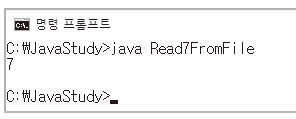 명령 프롬프트
C:₩JavaStudy>java Read7FromFile
7
C:₩JavaStudy>